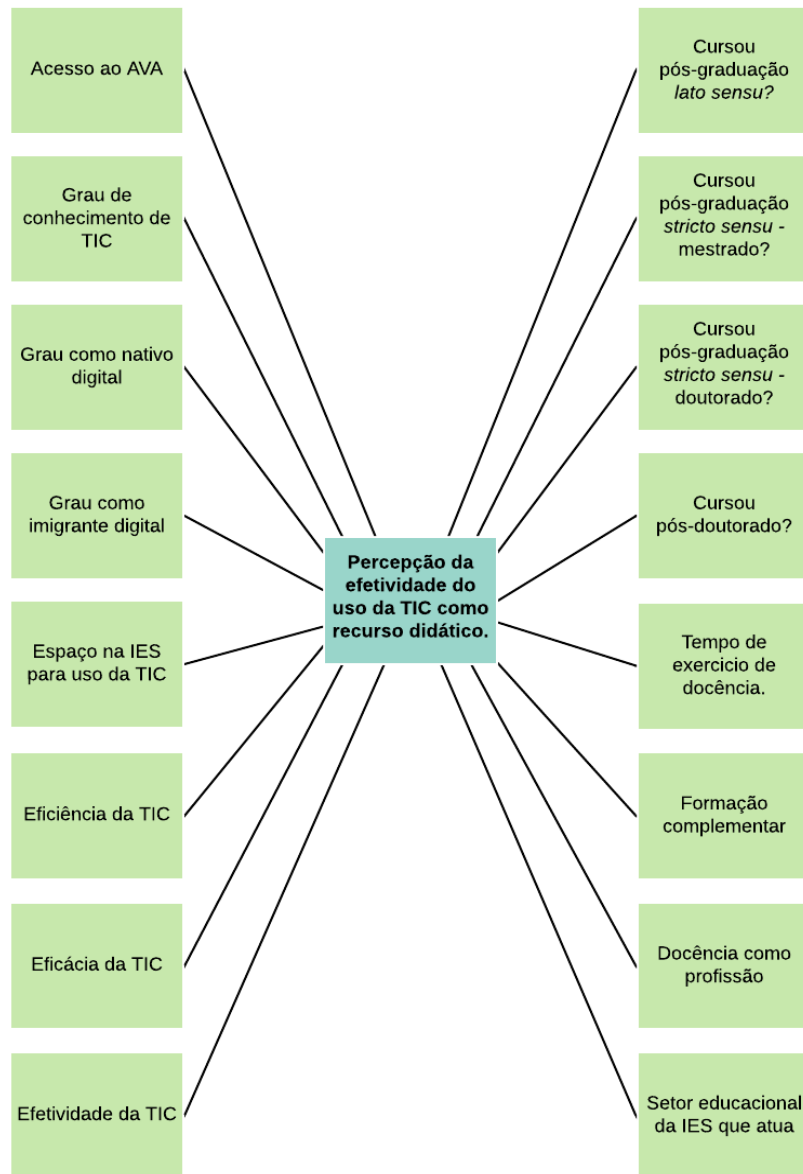 Acesso ao AVA
Grau de
conhecimento de
TIC
Grau como nativo
digital
Grau como
imigrante digital
Espaço na IES
para uso da TIC
Eficiência da TIC
Eficácia da TIC
Efetividade da TIC
Percepção da
efetividade do
uso da TIC como
recurso didático.
Cursou
pós-graduação
lato sensu?
Cursou
pós-graduação
stricto sensu -
mestrado?
Cursou
pós-graduação
stricto sensu -
doutorado?
Cursou
pós-doutorado?
Tempo de
exercicio de
docência.
Formação
complementar
Docência como
profissão
Setor educacional
da IES que atua